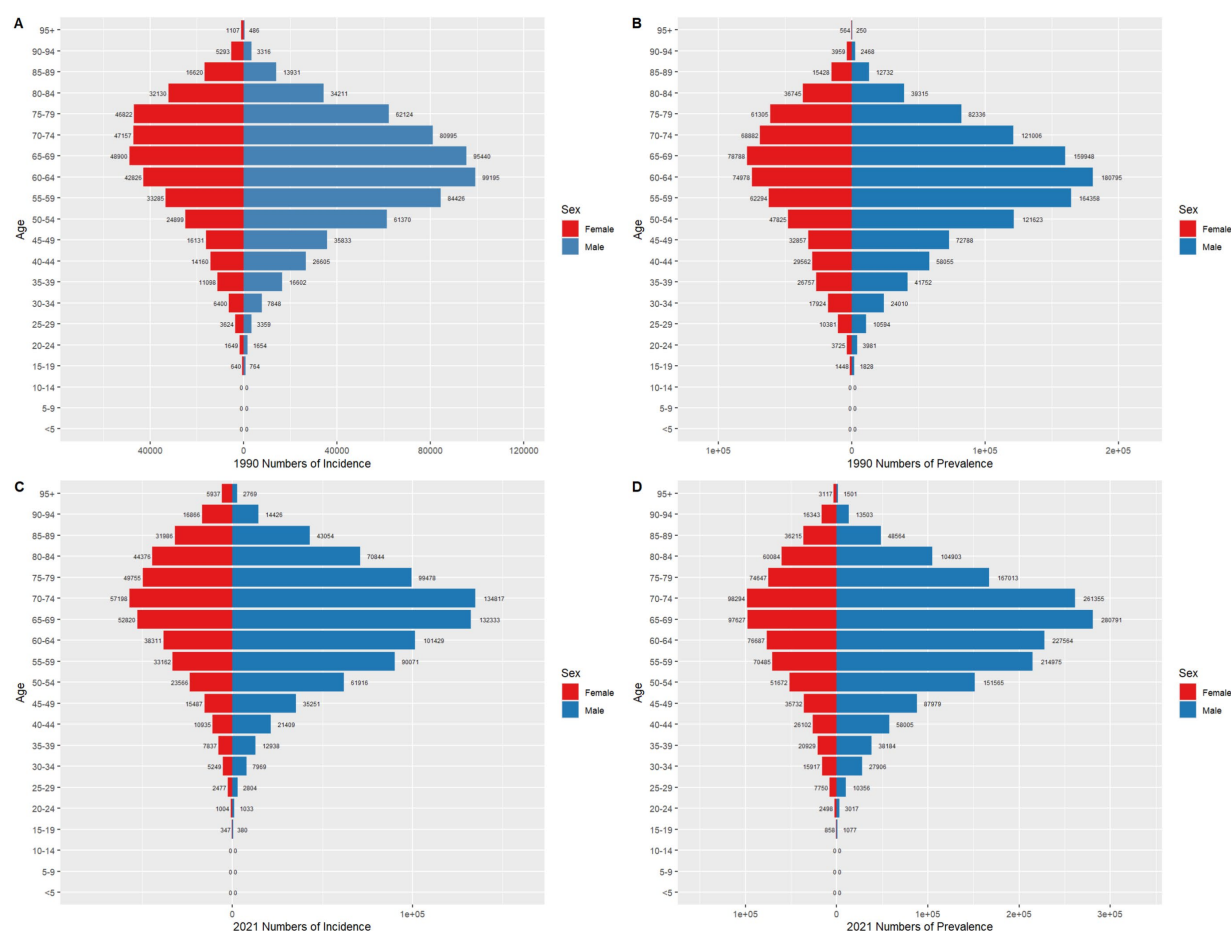 A
Age
95+ 1107 486
90-94 5293 3316
85-89 16620 13931
80-84 32130 34211
75-79 46822 62124
70-74 47157 80995
65-69 48900 95440
60-64 42826 99195
55-59 33285 84426
50-54 24899 61370
45-49 16131 35833
40-44 14160 26605
35-39 11098 16602
30-34 6400 7848
25-29 3624 3359
20-24 1649 1654
15-19 640 764
10-14 0 0
5-9 0 0
<5 0 0
40000 0 40000 80000 120000
1990 Numbers of Incidence
Sex
Female
Male
B
Age
95+ 564 250
90-94 3959 2468
85-89 15428 12732
80-84 36745 39315
75-79 61305 82336
70-74 68882 121006
65-69 78788 159948
60-64 74978 180795
55-59 62294 164358
50-54 47825 121623
45-49 32857 72788
40-44 29562 58055
35-39 26757 41752
30-34 17924 24010
25-29 10381 10594
20-24 3725 3981
15-19 1448 1828
10-14 0 0
5-9 0 0
<5 0 0
1e+05 0 1e+05 2e+05
1990 Numbers of Prevalence
Sex
Female
Male
C
Age
95+ 5937 2769
90-94 16866 14426
85-89 31986 43054
80-84 44376 70844
75-79 49755 99478
70-74 57198 134817
65-69 52820 132333
60-64 38311 101429
55-59 33162 90071
50-54 23566 61916
45-49 15487 35251
40-44 10935 21409
35-39 7837 12938
30-34 5249 7969
25-29 2477 2804
20-24 1004 1033
15-19 347 380
10-14 0 0
5-9 0 0
<5 0 0
0 1e+05
2021 Numbers of Incidence
Sex
Female
Male
D
Age
95+ 3117 1501
90-94 16343 13503
85-89 36215 48564
80-84 60084 104903
75-79 74647 167013
70-74 98294 261355
65-69 97627 280791
60-64 76687 227564
55-59 70485 214975
50-54 51672 151565
45-49 35732 87979
40-44 26102 58005
35-39 20929 38184
30-34 15917 27906
25-29 7750 10356
20-24 2498 3017
15-19 858 1077
10-14 0 0
5-9 0 0
<5 0 0
1e+05 0 1e+05 2e+05 3e+05
2021 Numbers of Prevalence
Sex
Female
Male